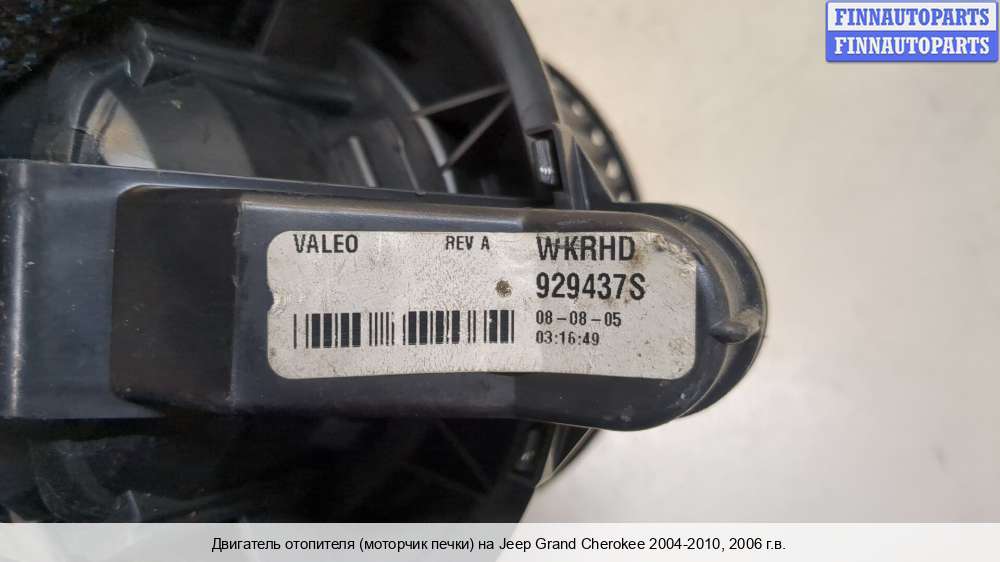 FINNAUTOPARTS
FINNAUTOPARTS
VALEO REV A WKRHD
929437S
08-08-05
03:16:49
Двигатель отопителя (моторчик печки) на Jeep Grand Cherokee 2004-2010, 2006 г.в.